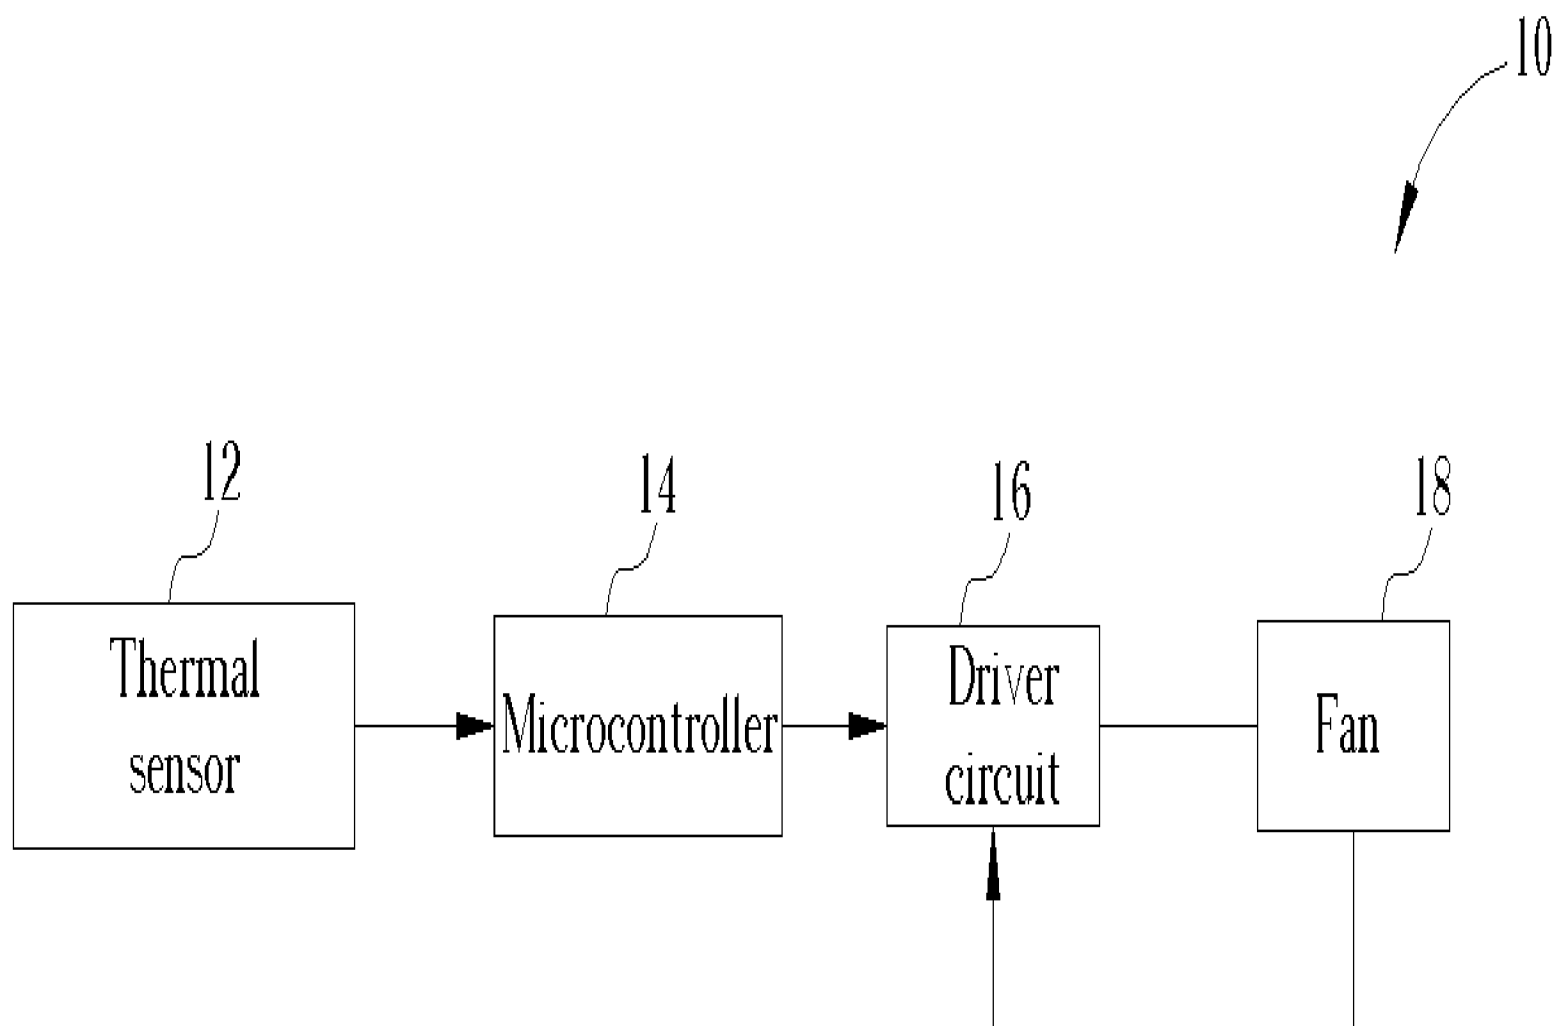 10
12
14
16
18
Thermal
sensor
Microcontroller
Driver
circuit
Fan